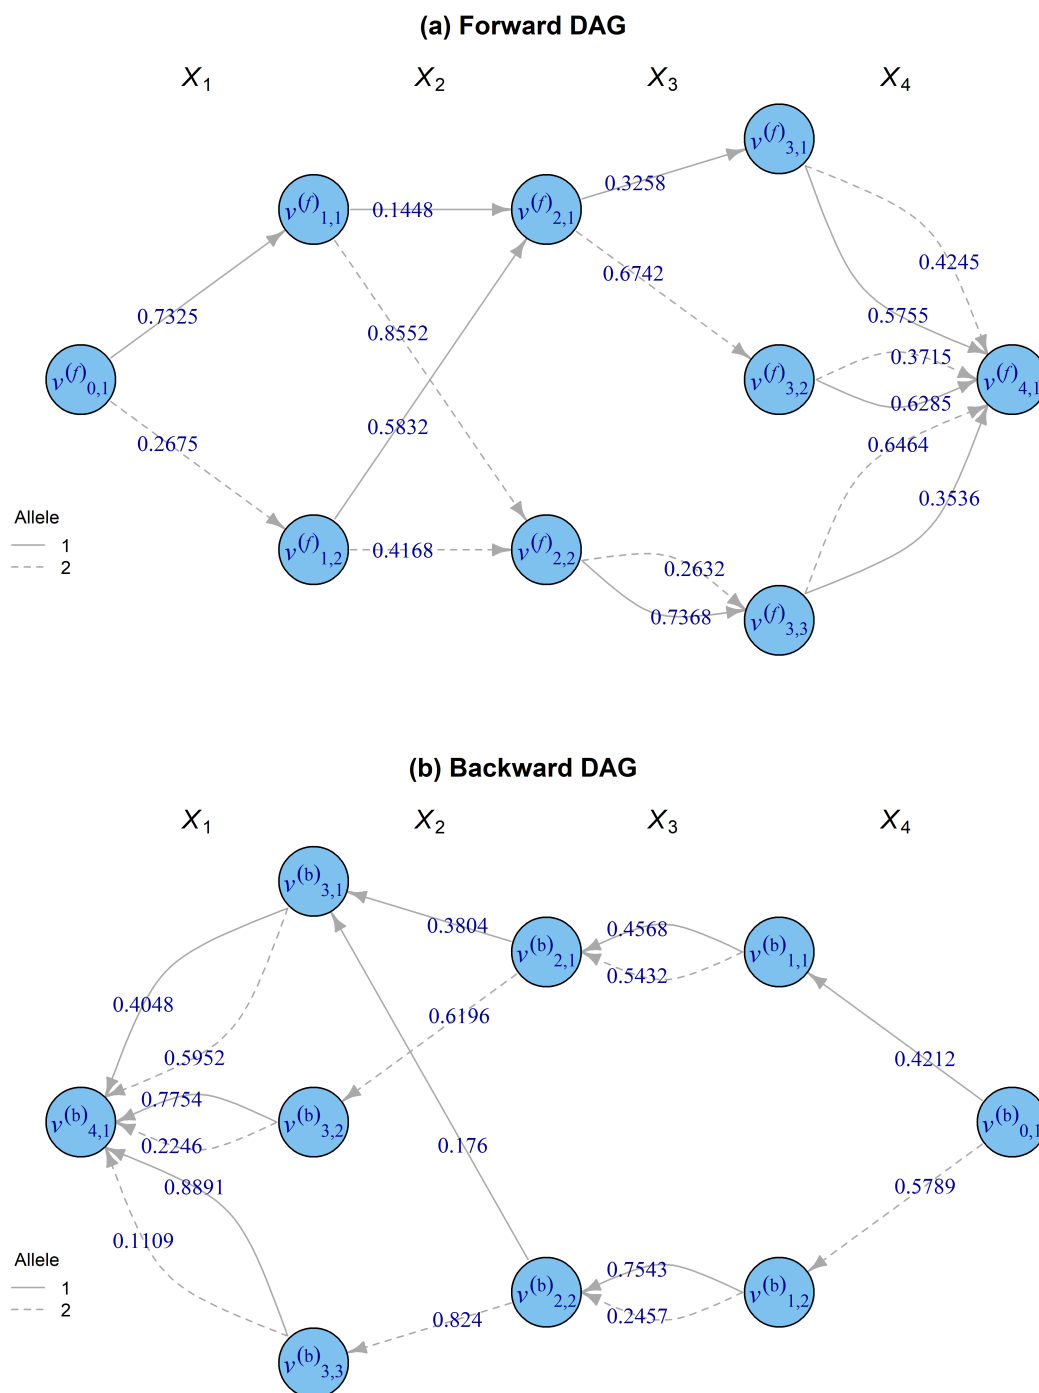 (a) Forward DAG
X1 X2 X3 X4
v(f)3,1
0.3258
v(f)1,1 0.1448 v(f)2,1
0.4245
0.6742
0.7325 0.8552 0.5755
0.3715
v(f)0,1 v(f)3,2 v(f)4,1
0.6285
0.2675 0.5832 0.6464
0.3536
Allele
1
2
v(f)1,2 0.4168 v(f)2,2
0.2632
0.7368 v(f)3,3
(b) Backward DAG
X1 X2 X3 X4
v(b)3,1
0.3804 0.4568
v(b)2,1 v(b)1,1
0.5432
0.4048 0.6196
0.5952 0.4212
0.7754
v(b)4,1 v(b)3,2 v(b)0,1
0.2246 0.176
0.8891 0.5789
0.1109
Allele
1
2
0.7543
v(b)2,2 v(b)1,2
0.824 0.2457
v(b)3,3